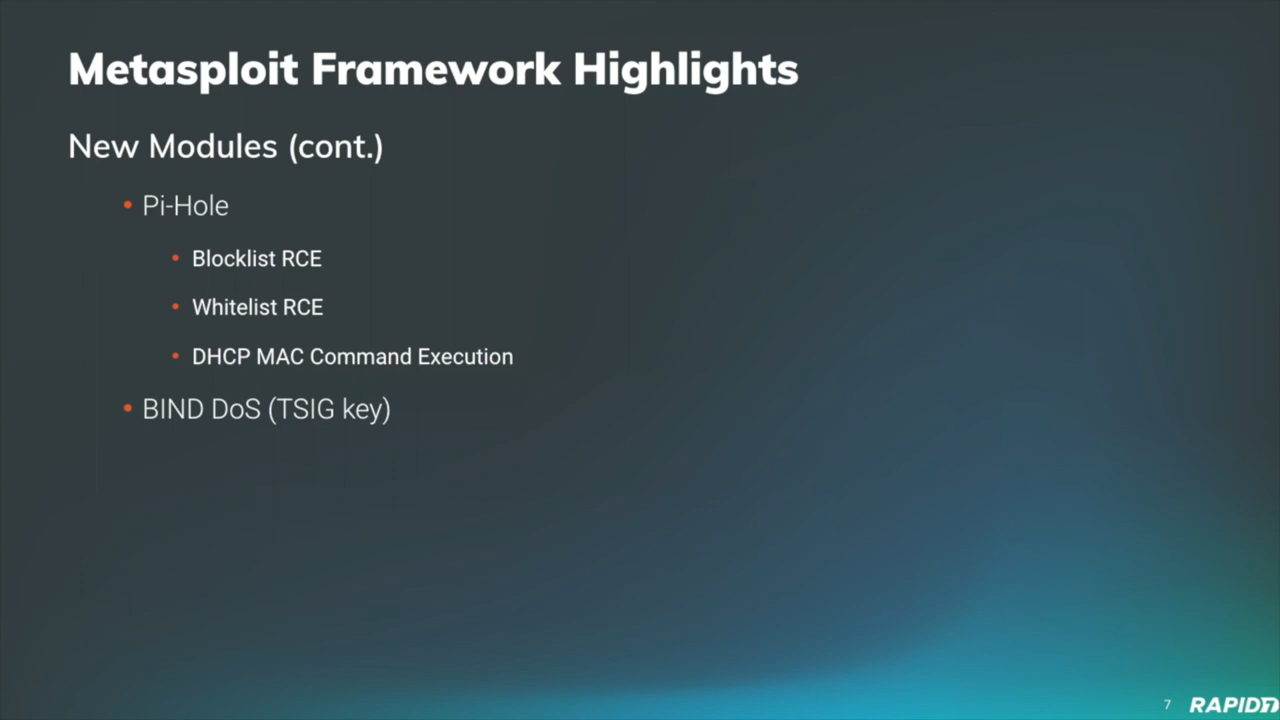 Metasploit Framework Highlights
New Modules (cont.)
• Pi-Hole
• Blocklist RCE
• Whitelist RCE
• DHCP MAC Command Execution
• BIND DoS (TSIG key)
7 RAPID7